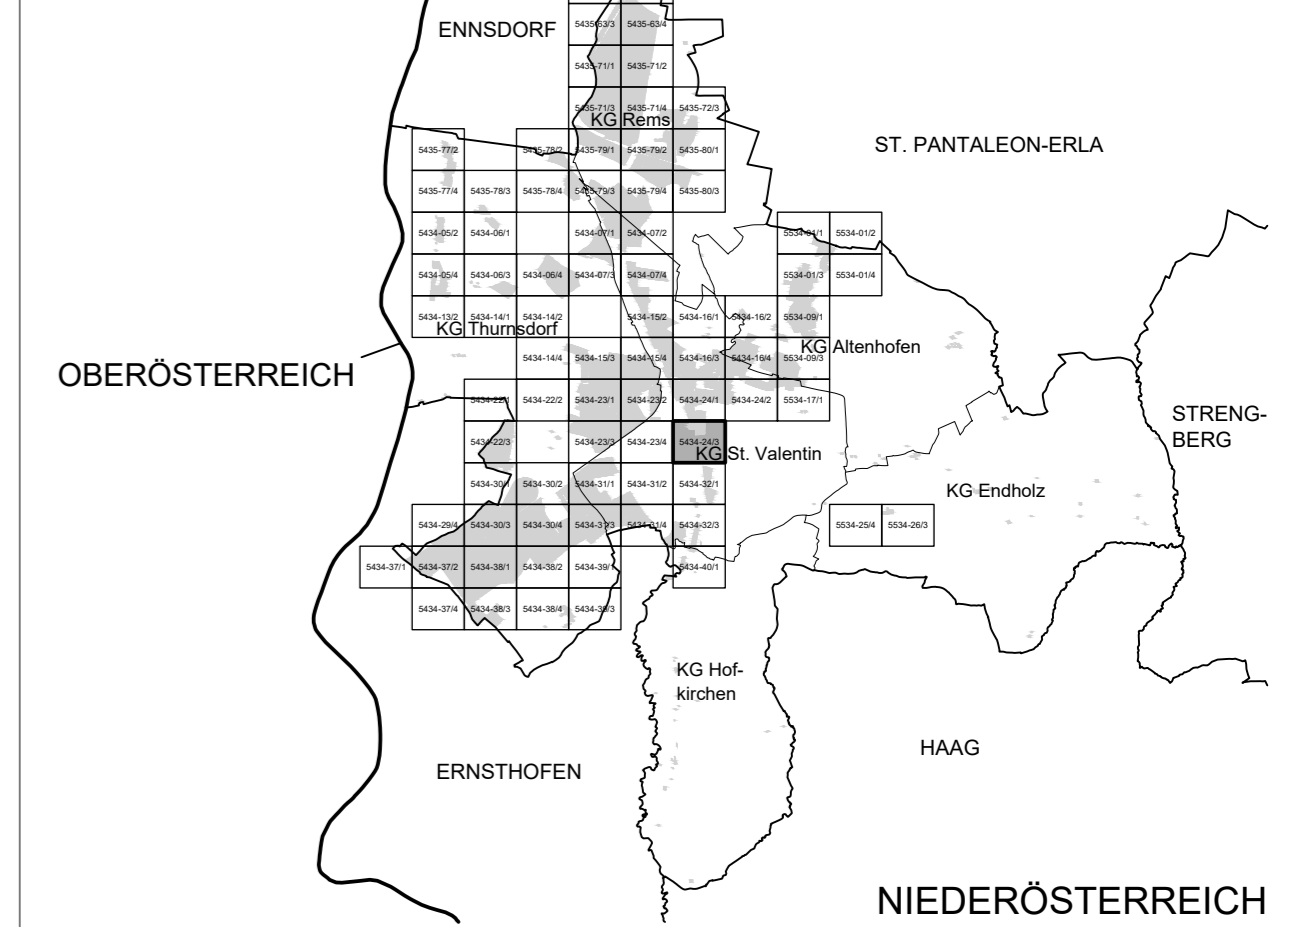 5435-63/3 5435-63/4
ENNSDORF
5435-71/1 5435-71/2
5435-71/3 5435-71/4 5435-72/3
KG Rems
ST. PANTALEON-ERLA
5435-77/2 5435-78/2 5435-79/1 5435-79/2 5435-80/1
5435-77/4 5435-78/3 5435-78/4 5435-79/3 5435-79/4 5435-80/3
5434-05/2 5434-06/1 5434-07/1 5434-07/2 5534-01/1 5534-01/2
5434-05/4 5434-06/3 5434-06/4 5434-07/3 5434-07/4 5534-01/3 5534-01/4
5434-13/2 5434-14/1 5434-14/2 5434-15/2 5434-16/1 5434-16/2 5534-09/1
KG Thurnsdorf
KG Altenhofen
5434-14/4 5434-15/3 5434-15/4 5434-16/3 5434-16/4 5534-09/3
OBERÖSTERREICH
5434-22/1 5434-22/2 5434-23/1 5434-23/2 5434-24/1 5434-24/2 5534-17/1
STRENG-
BERG
5434-22/3 5434-23/3 5434-23/4 5434-24/3
KG St. Valentin
5434-30/1 5434-30/2 5434-31/1 5434-31/2 5434-32/1
KG Endholz
5434-29/4 5434-30/3 5434-30/4 5434-31/3 5434-31/4 5434-32/3 5534-25/4 5534-26/3
5434-37/1 5434-37/2 5434-38/1 5434-38/2 5434-39/1 5434-40/1
5434-37/4 5434-38/3 5434-38/4 5434-39/3
KG Hof-
kirchen
HAAG
ERNSTHOFEN
NIEDERÖSTERREICH